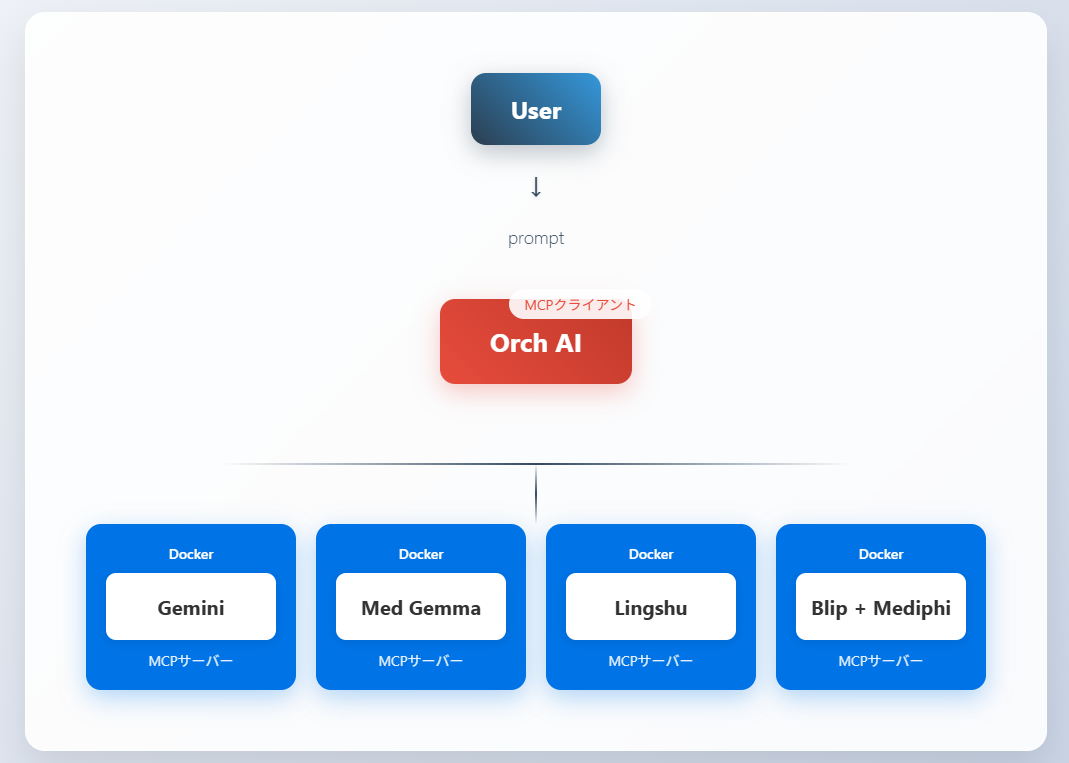 User
↓
prompt
MCPクライアント
Orch AI
Docker
Docker
Docker
Docker
Gemini
Med Gemma
Lingshu
Blip + Mediphi
MCPサーバー
MCPサーバー
MCPサーバー
MCPサーバー